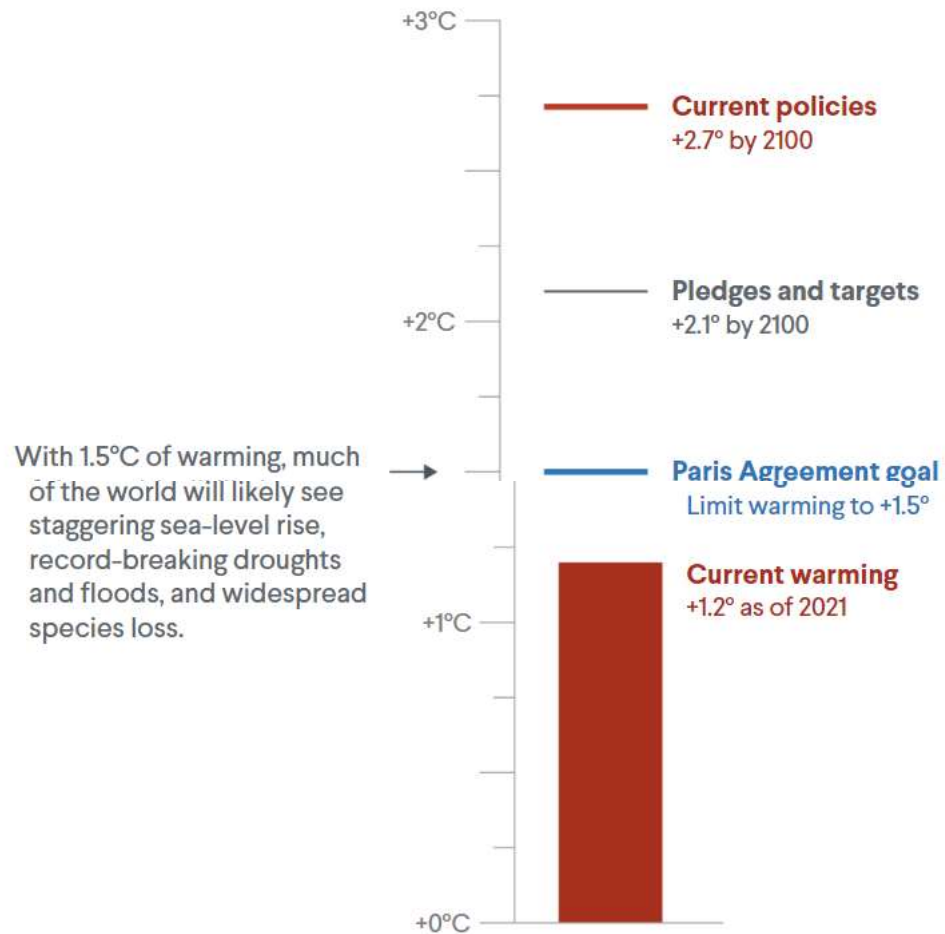 +3°C
Current policies
+2.7° by 2100
Pledges and targets
+2°C
+2.1° by 2100
With 1.5°C of warming, much
of the world will likely see
staggering sea-level rise,
record-breaking droughts
and floods, and widespread
species loss.
Paris Agreement goal
Limit warming to +1.5°
Current warming
+1.2° as of 2021
+1°C
+0°C